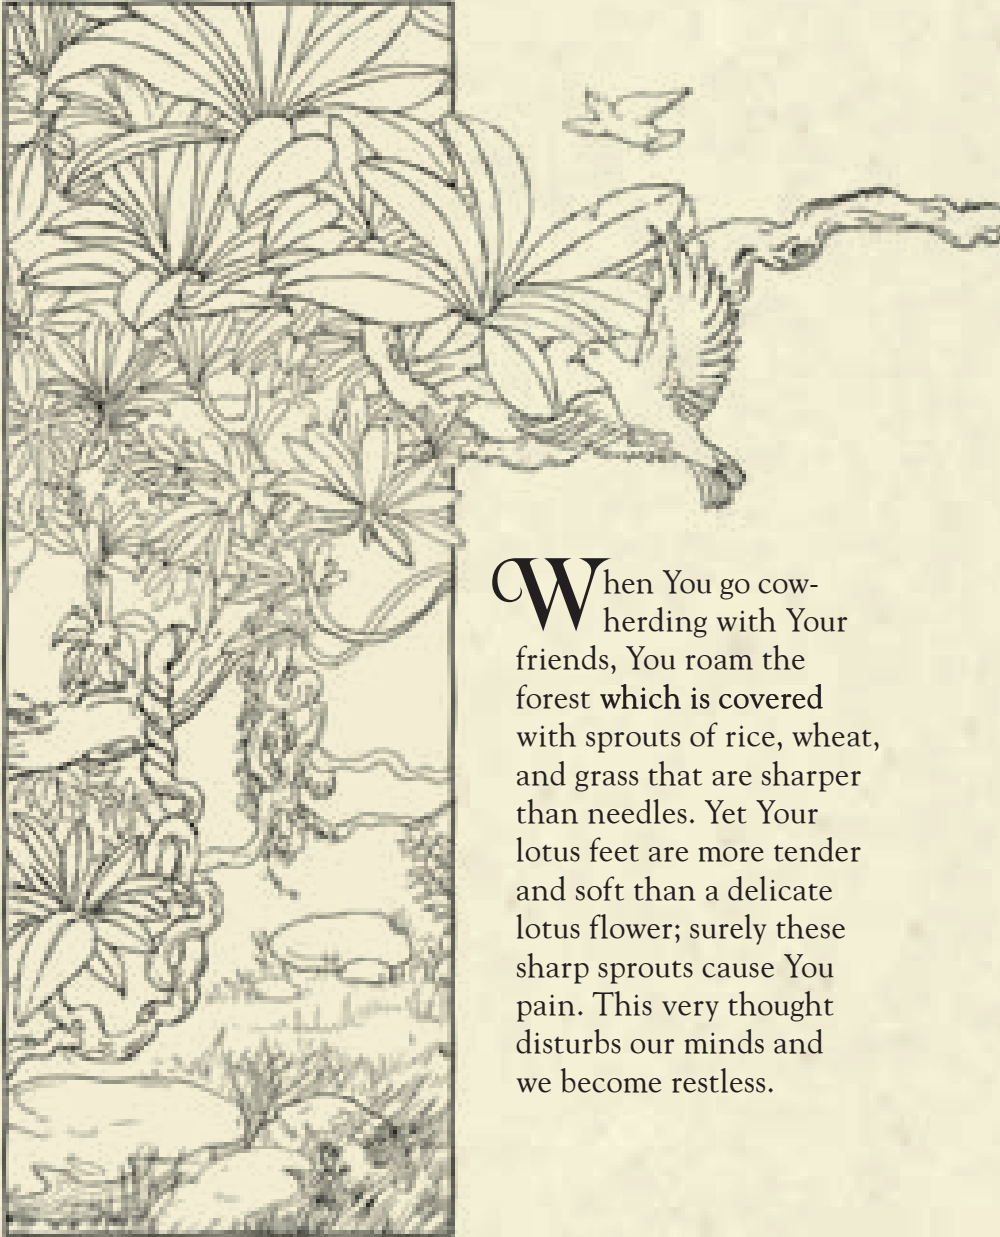 When You go cow-
herding with Your
friends, You roam the
forest which is covered
with sprouts of rice, wheat,
and grass that are sharper
than needles. Yet Your
lotus feet are more tender
and soft than a delicate
lotus flower; surely these
sharp sprouts cause You
pain. This very thought
disturbs our minds and
we become restless.